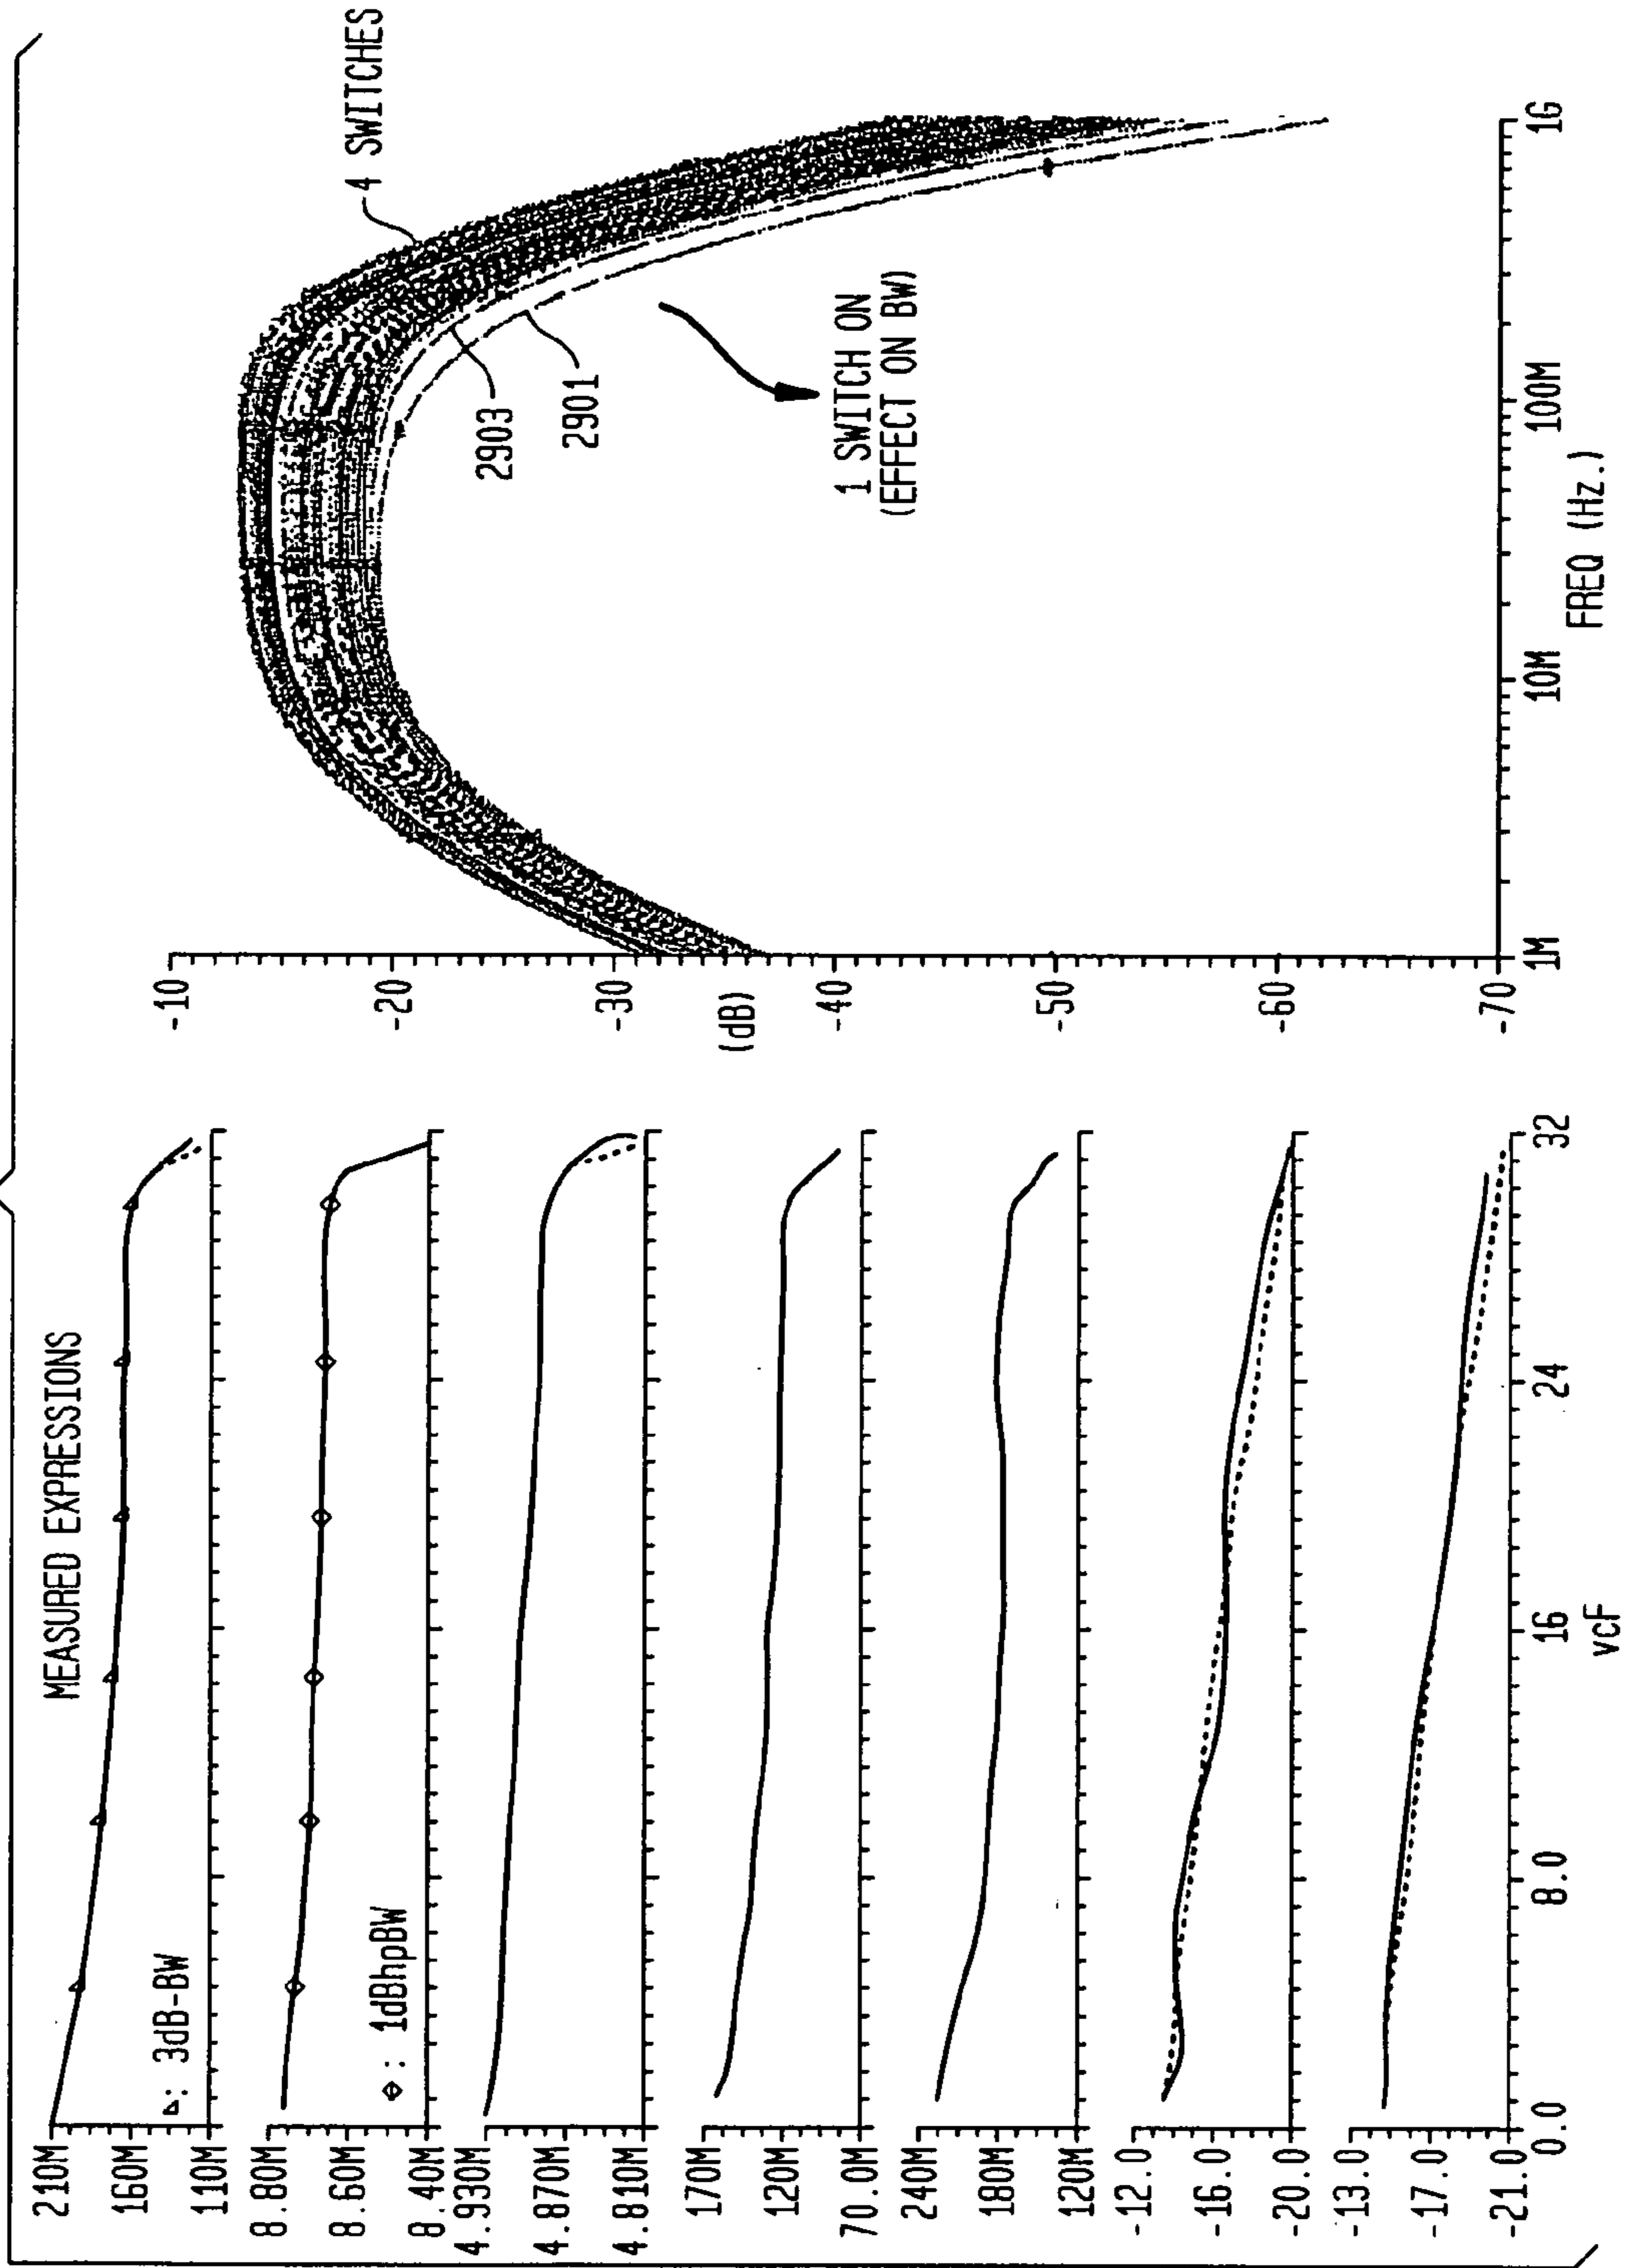 MEASURED EXPRESSIONS
210M
160M
110M
▵: 3dB-BW
8.80M
8.60M
8.40M
◇: 1dBhpBW
4.930M
4.870M
4.810M
170M
120M
70.0M
240M
180M
120M
-12.0
-16.0
-20.0
-13.0
-17.0
-21.0
0.0
8.0
16
24
32
vcF
-10
-20
-30
(dB)
-40
-50
-60
-70
4 SWITCHES
2903
2901
1 SWITCH ON
(EFFECT ON BW)
1M
10M
100M
1G
FREQ (Hz.)